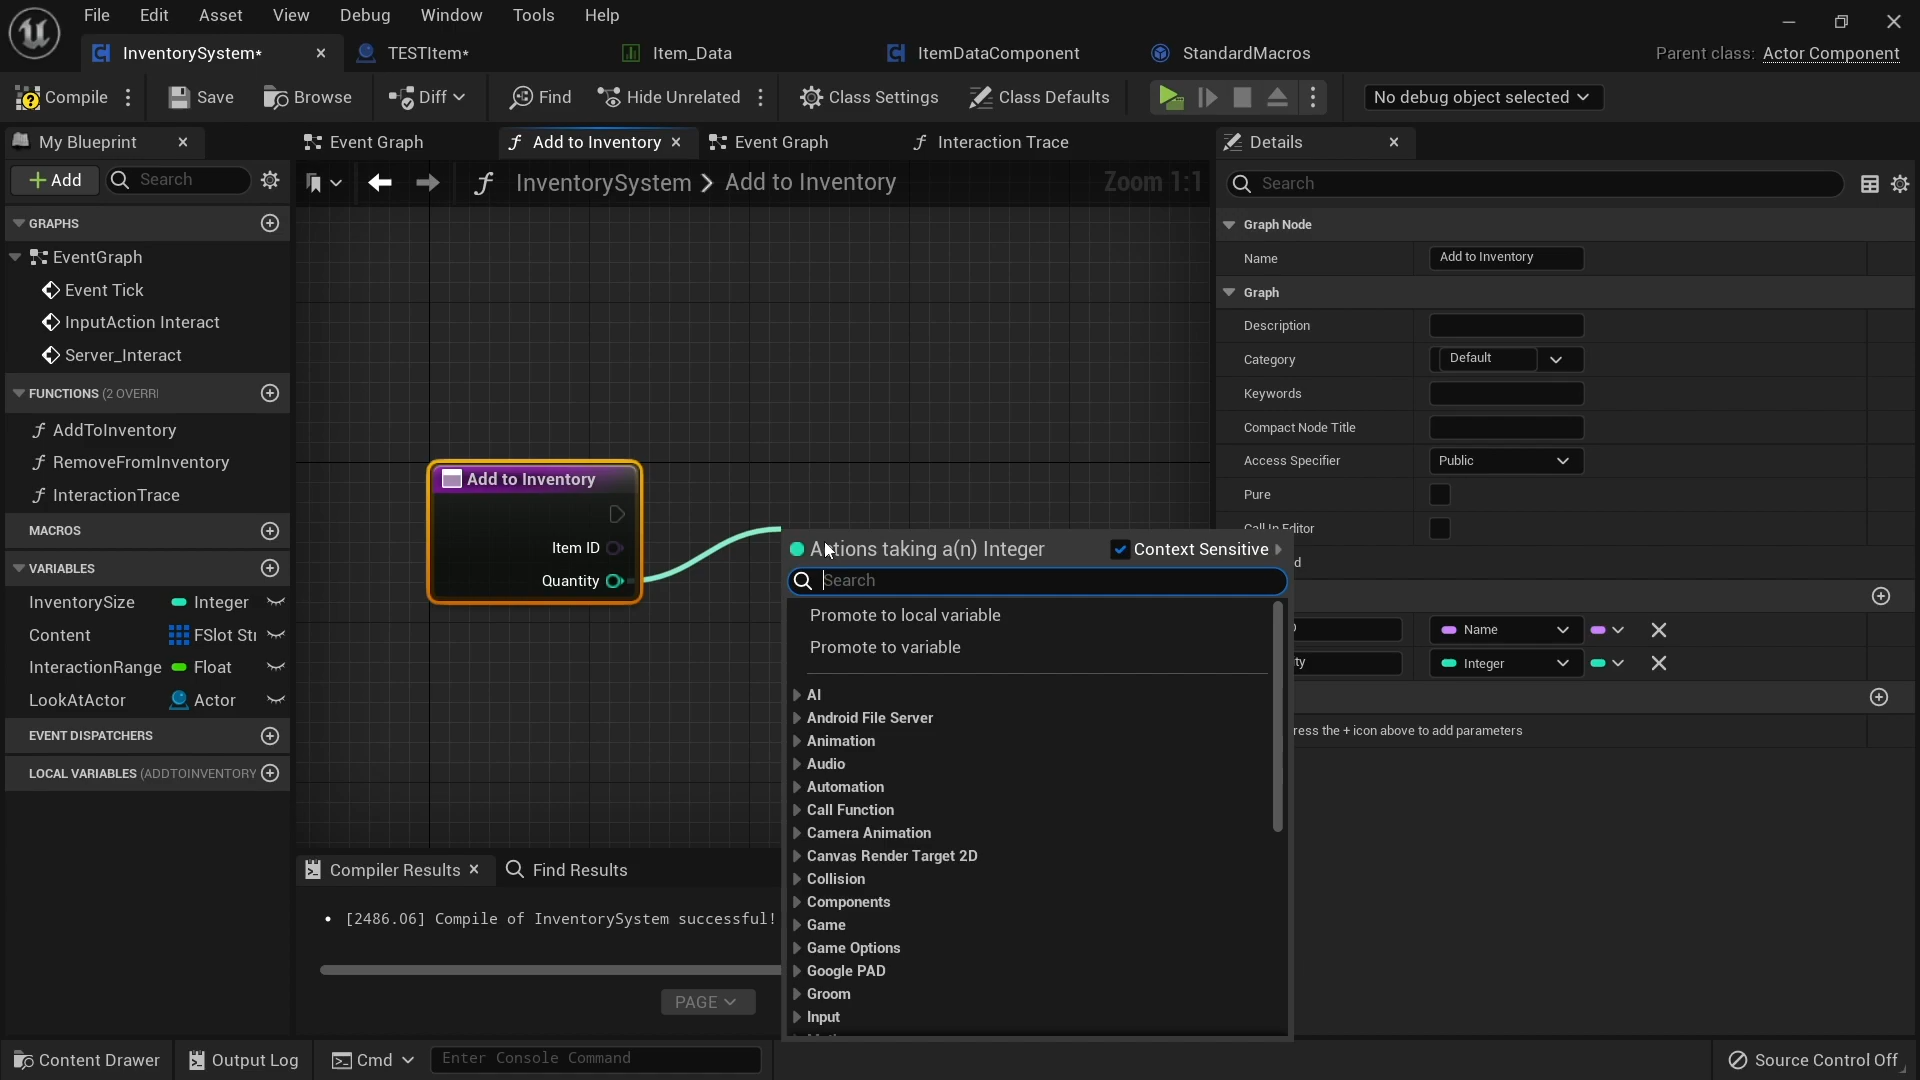 File Edit Asset View Debug Window Tools Help
InventorySystem* TESTItem* Item_Data ItemDataComponent StandardMacros Parent class: Actor Component
Compile Save Browse Diff Find Hide Unrelated Class Settings Class Defaults No debug object selected
My Blueprint Event Graph Add to Inventory Event Graph Interaction Trace Details
Add Search InventorySystem > Add to Inventory Zoom 1:1 Search
GRAPHS
EventGraph
Event Tick
InputAction Interact
Server_Interact
FUNCTIONS (2 OVERRI
AddToInventory
RemoveFromInventory
InteractionTrace
MACROS
VARIABLES
InventorySize Integer
Content FSlot Str
InteractionRange Float
LookAtActor Actor
EVENT DISPATCHERS
LOCAL VARIABLES (ADDTOINVENTORY
Add to Inventory
Item ID
Quantity
Actions taking a(n) Integer Context Sensitive
Search
Promote to local variable
Promote to variable
AI
Android File Server
Animation
Audio
Automation
Call Function
Camera Animation
Canvas Render Target 2D
Collision
Components
Game
Game Options
Google PAD
Groom
Input
Graph Node
Name Add to Inventory
Graph
Description
Category Default
Keywords
Compact Node Title
Access Specifier Public
Pure
Call In Editor
d
Name
ty Integer
ress the + icon above to add parameters
Compiler Results Find Results
• [2486.06] Compile of InventorySystem successful!
PAGE
Content Drawer Output Log Cmd Enter Console Command Source Control Off